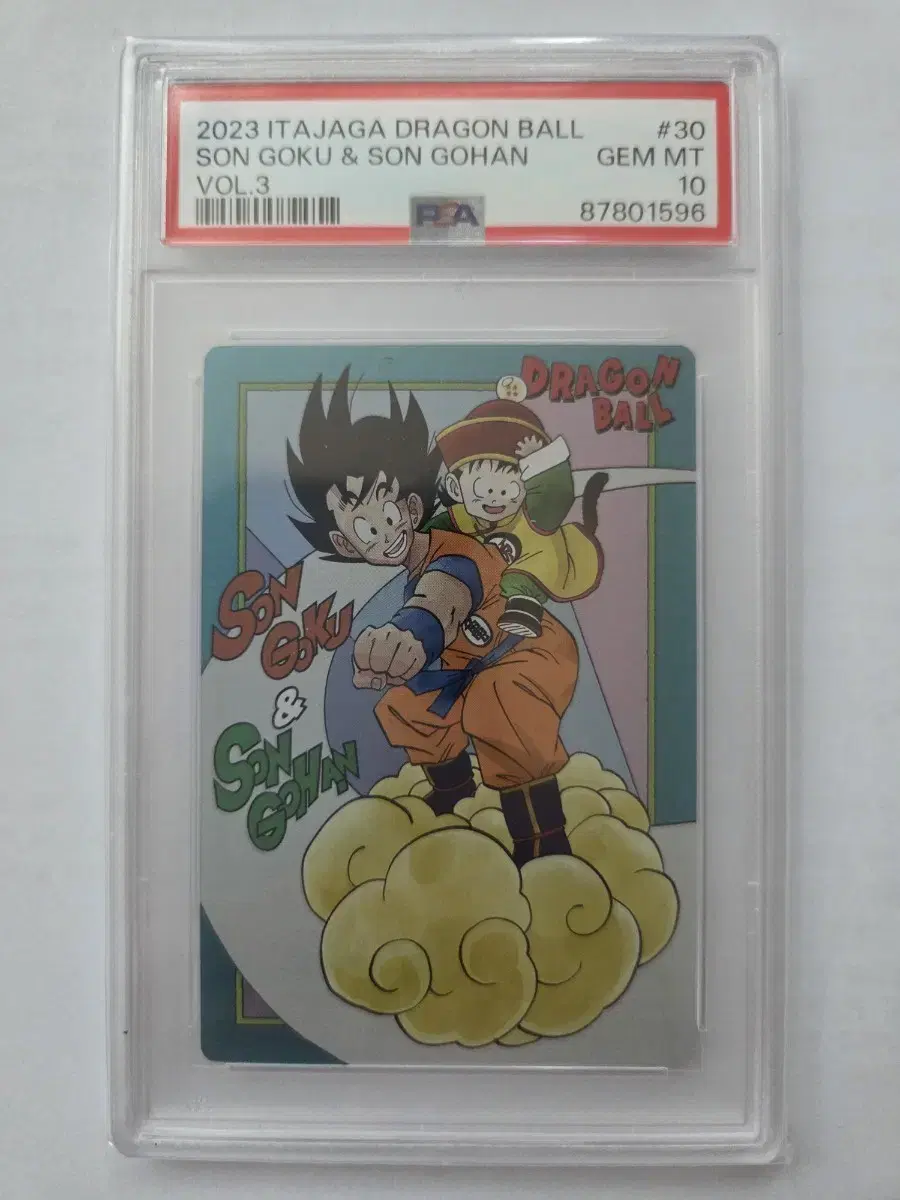 2023 ITAJAGA DRAGON BALL #30
SON GOKU & SON GOHAN GEM MT
VOL.3 10
PSA 87801596
DRAGON
BALL
SON
GOKU
&
SON
GOHAN